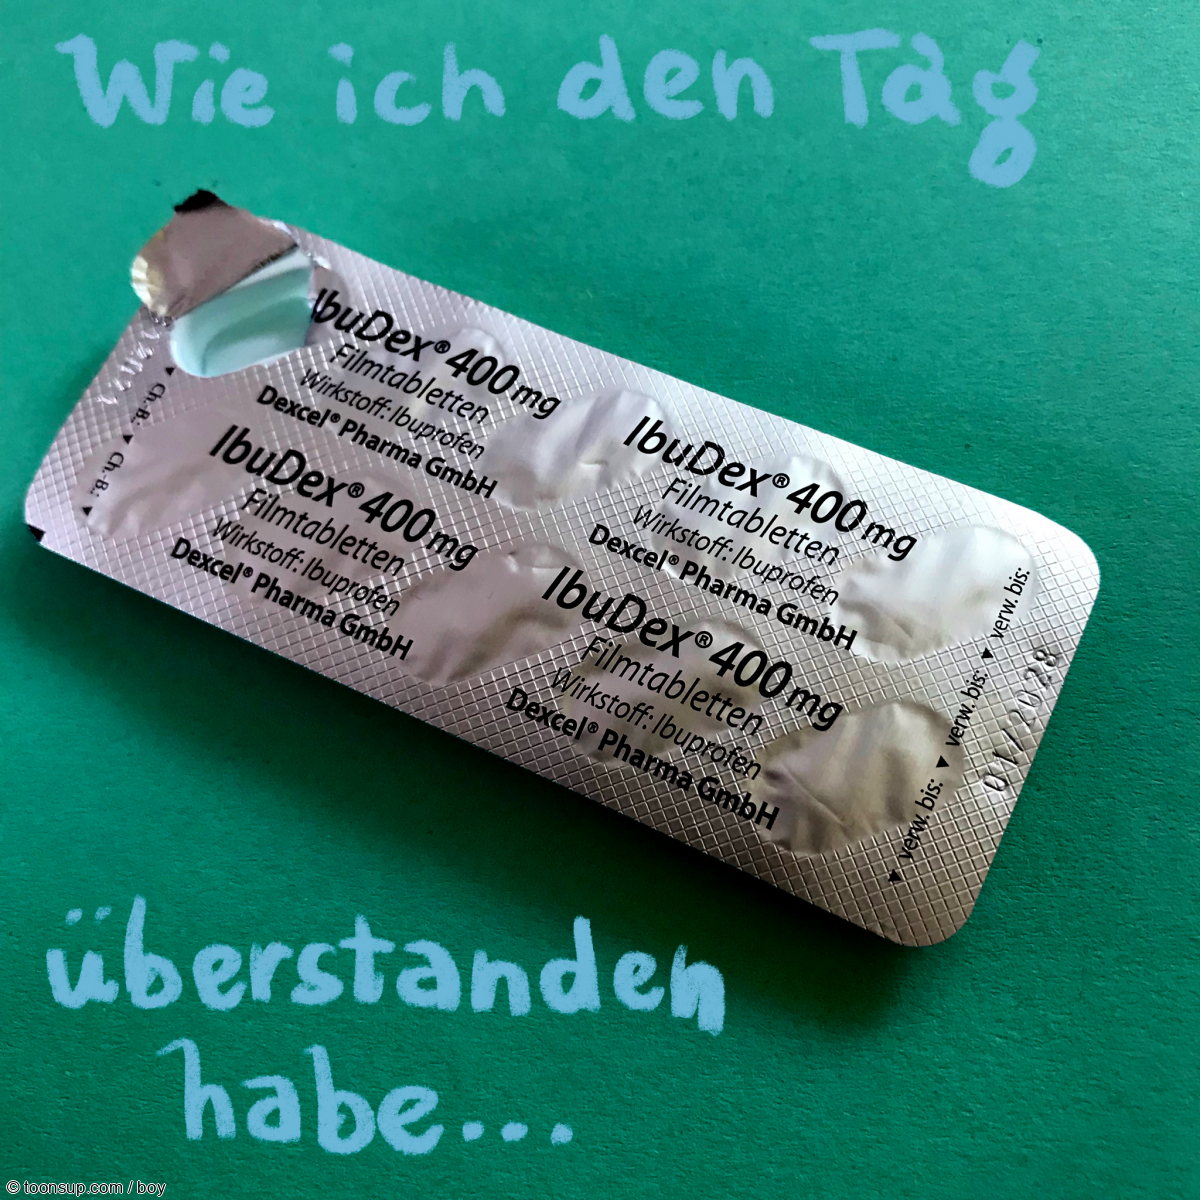 Wie ich den Tag
IbuDex® 400 mg
Filmtabletten
Wirkstoff: Ibuprofen
Dexcel® Pharma GmbH
IbuDex® 400 mg
Filmtabletten
Wirkstoff: Ibuprofen
Dexcel® Pharma GmbH
IbuDex® 400 mg
Filmtabletten
Wirkstoff: Ibuprofen
Dexcel® Pharma GmbH
IbuDex® 400 mg
Filmtabletten
Wirkstoff: Ibuprofen
Dexcel® Pharma GmbH
▼ Ch.-B.: ▼ Ch.-B.: ▼
▼ verw. bis: ▼ verw. bis: ▼ verw. bis:
01/2028
überstanden
habe...
© toonsup.com / boy